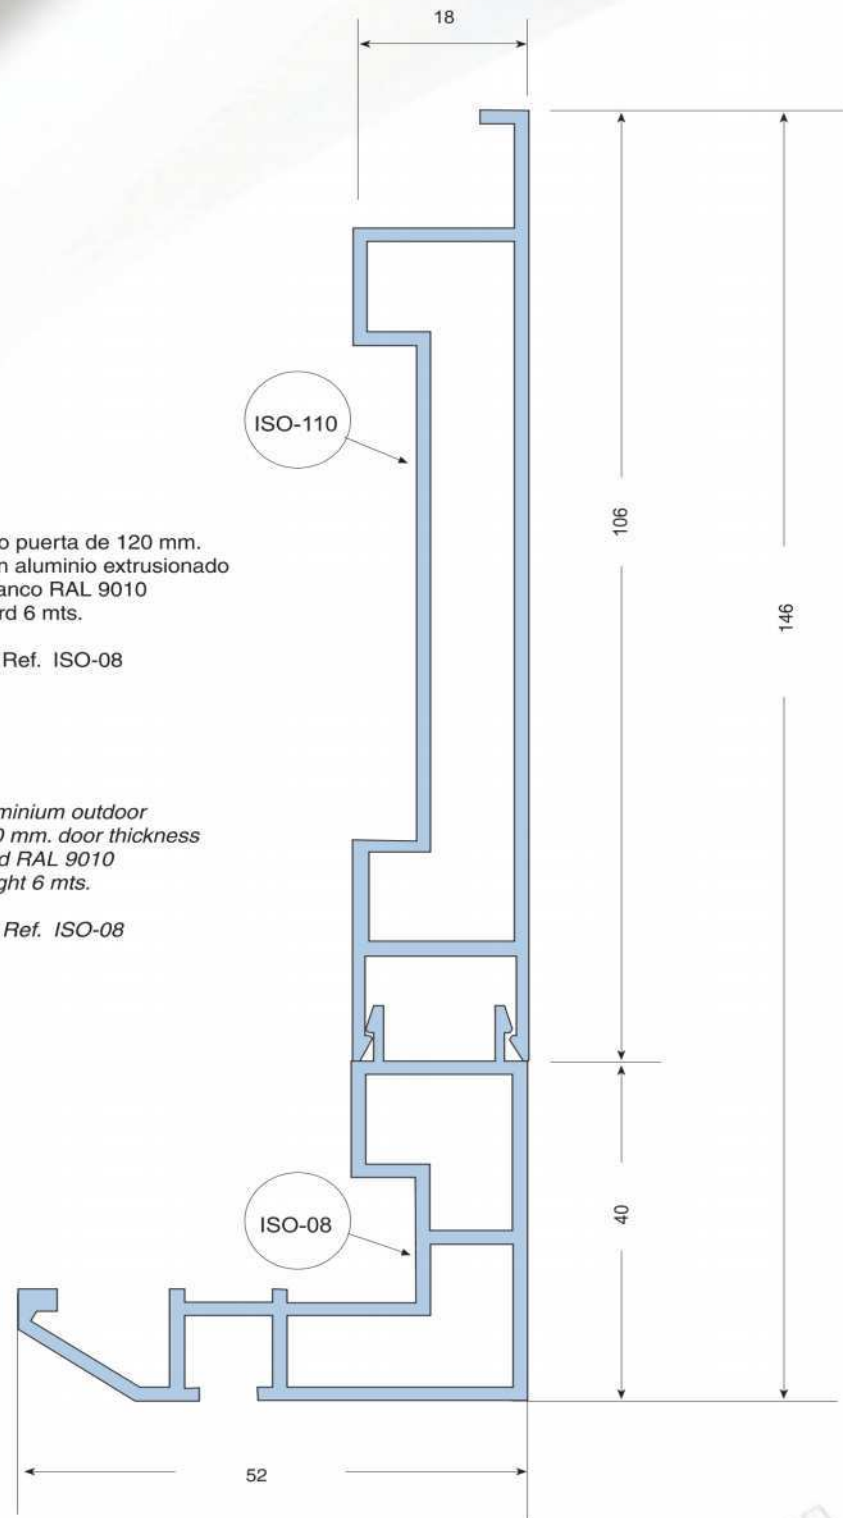 18
ISO-110
106
146
o puerta de 120 mm.
n aluminio extrusionado
anco RAL 9010
rd 6 mts.
Ref. ISO-08
minium outdoor
0 mm. door thickness
d RAL 9010
ght 6 mts.
Ref. ISO-08
ISO-08
40
52